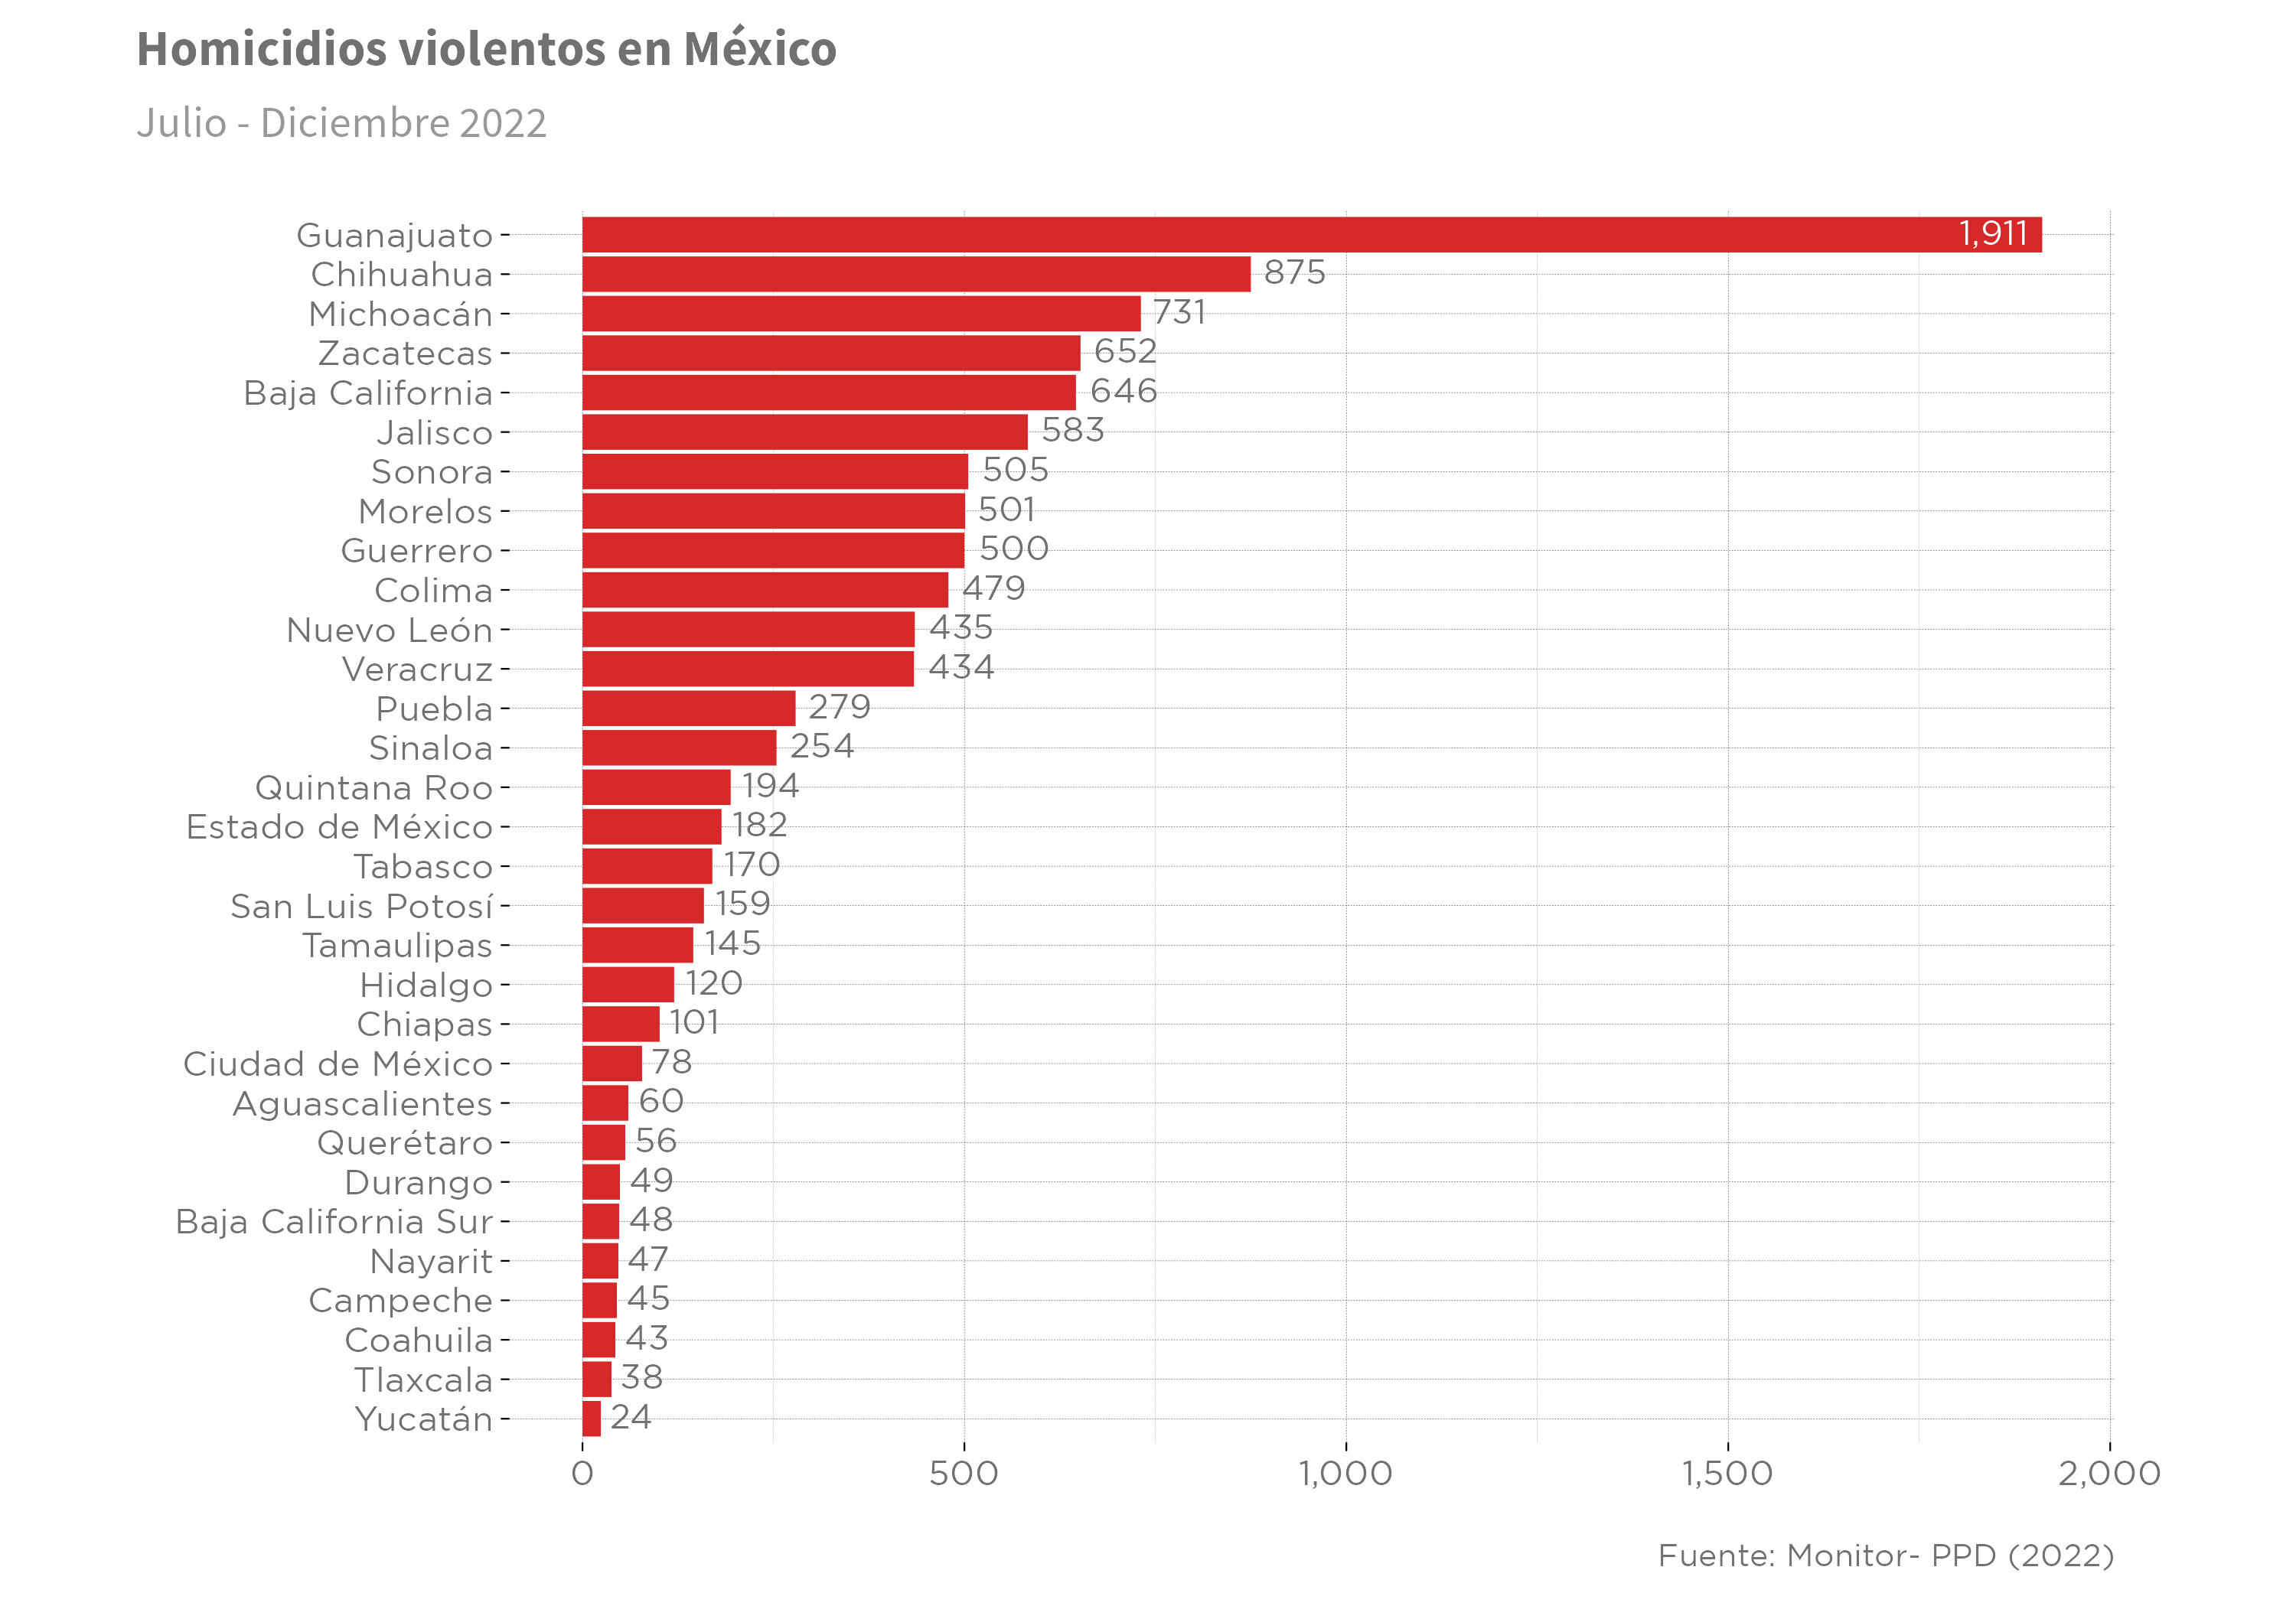 Homicidios violentos en México
Julio - Diciembre 2022
Guanajuato 1,911
Chihuahua 875
Michoacán 731
Zacatecas 652
Baja California 646
Jalisco 583
Sonora 505
Morelos 501
Guerrero 500
Colima 479
Nuevo León 435
Veracruz 434
Puebla 279
Sinaloa 254
Quintana Roo 194
Estado de México 182
Tabasco 170
San Luis Potosí 159
Tamaulipas 145
Hidalgo 120
Chiapas 101
Ciudad de México 78
Aguascalientes 60
Querétaro 56
Durango 49
Baja California Sur 48
Nayarit 47
Campeche 45
Coahuila 43
Tlaxcala 38
Yucatán 24
0 500 1,000 1,500 2,000
Fuente: Monitor- PPD (2022)